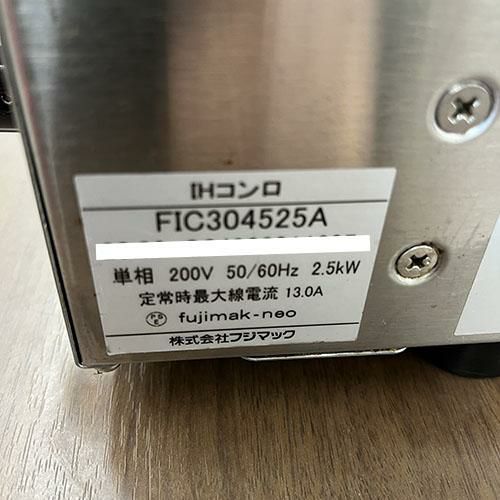 IHコンロ
FIC304525A
単相 200V 50/60Hz 2.5kW
定常時最大線電流 13.0A
PSE fujimak-neo
株式会社フジマック